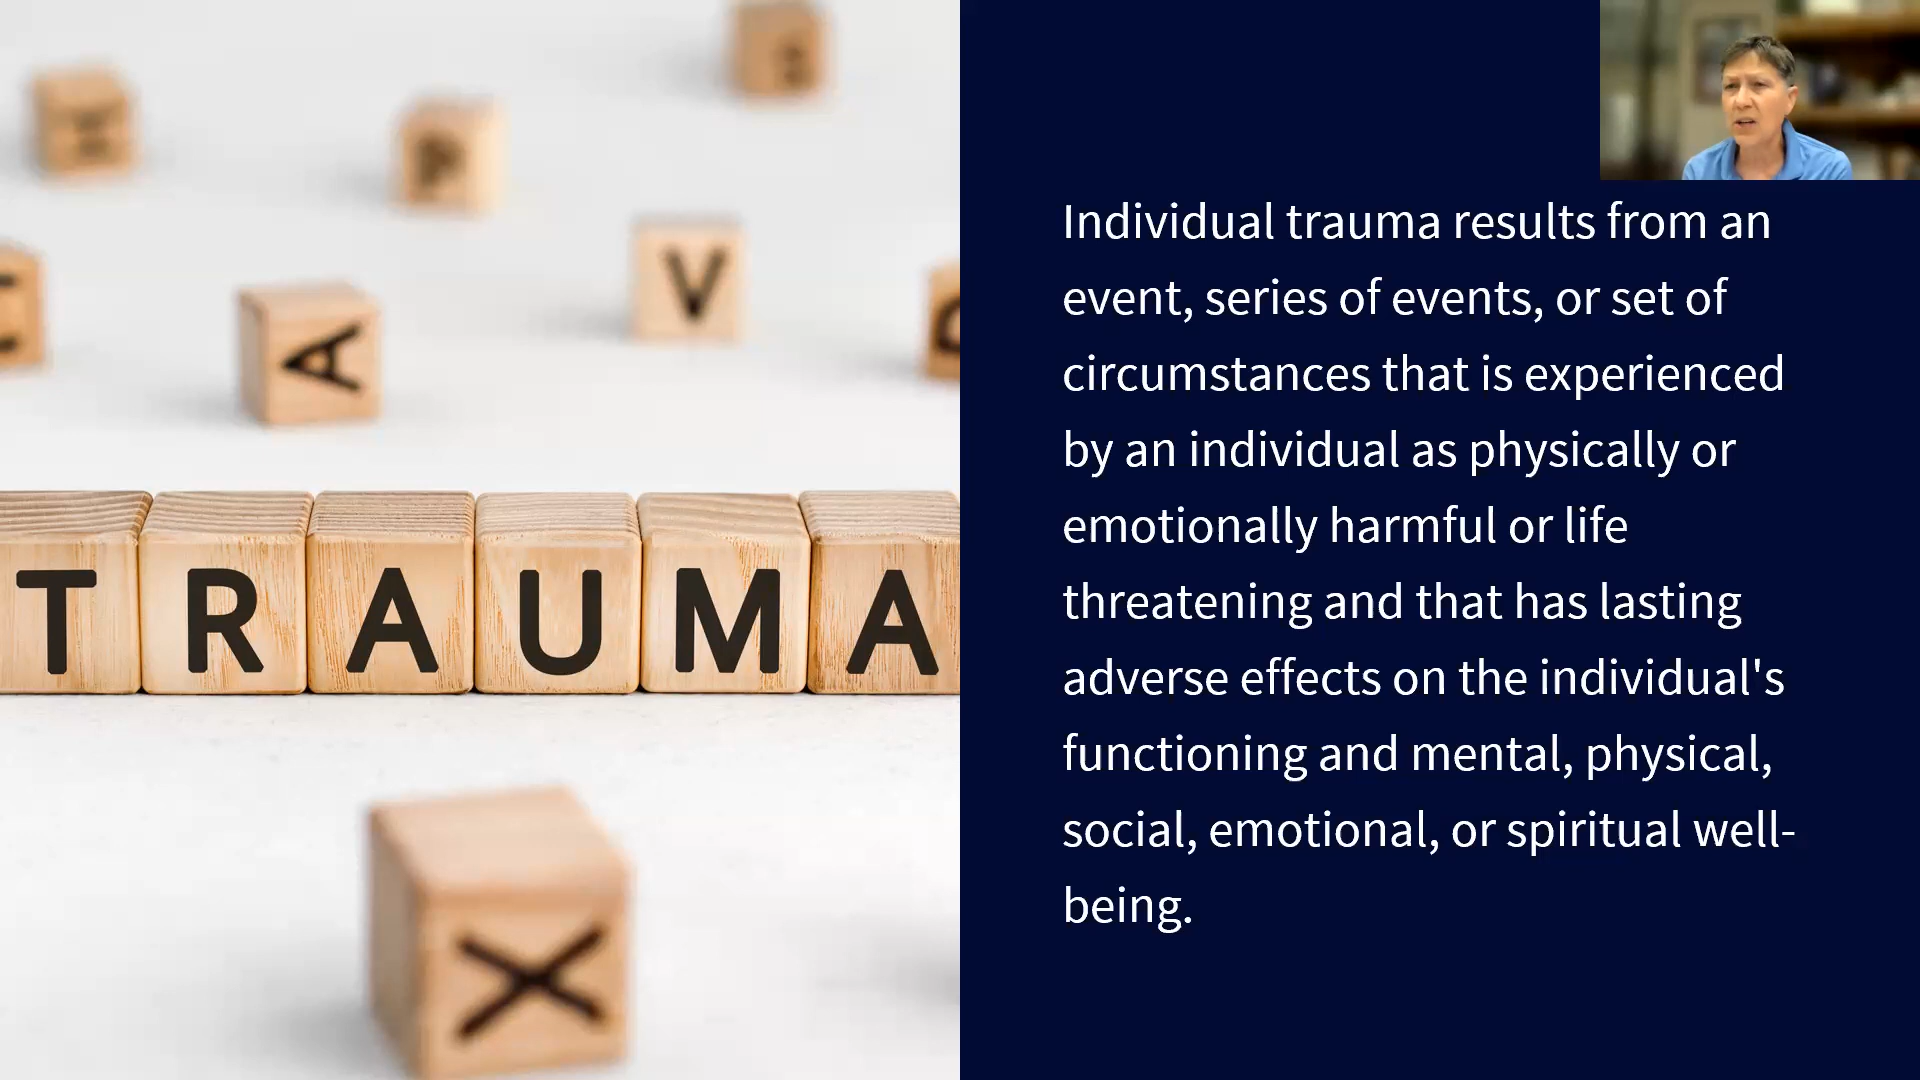 A
V
TRAUMA
X
Individual trauma results from an
event, series of events, or set of
circumstances that is experienced
by an individual as physically or
emotionally harmful or life
threatening and that has lasting
adverse effects on the individual's
functioning and mental, physical,
social, emotional, or spiritual well-
being.